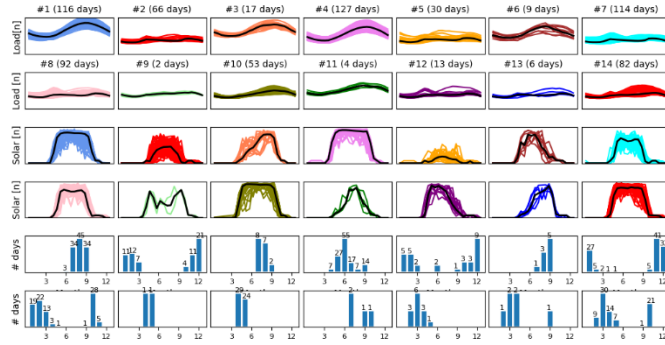 #1 (116 days) #2 (66 days) #3 (17 days) #4 (127 days) #5 (30 days) #6 (9 days) #7 (114 days)
Load[n]
#8 (92 days) #9 (2 days) #10 (53 days) #11 (4 days) #12 (13 days) #13 (6 days) #14 (82 days)
Load [n]
Solar [n]
Solar [n]
# days
3 34 45 34 11 12 7 4 11 21 8 7 2 4 27 55 17 7 14 5 5 2 2 1 3 3 9 1 3 5 27 5 2 1 1 5 41 32
3 6 9 12 3 6 9 12 3 6 9 12 3 6 9 12 3 6 9 12 3 6 9 12 3 6 9 12
# days
19 22 13 3 1 1 28 5 1 1 29 24 2 1 1 3 6 3 1 2 2 1 1 9 30 14 7 1 21
3 6 9 12 3 6 9 12 3 6 9 12 3 6 9 12 3 6 9 12 3 6 9 12 3 6 9 12